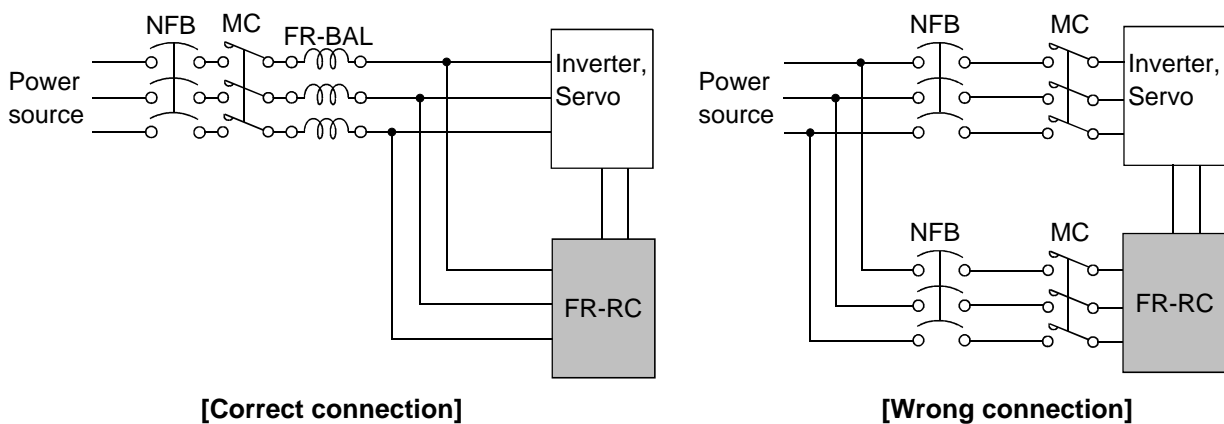 NFB MC FR-BAL
Power
source
Inverter,
Servo
FR-RC
[Correct connection]
NFB MC
Power
source
Inverter,
Servo
NFB MC
FR-RC
[Wrong connection]